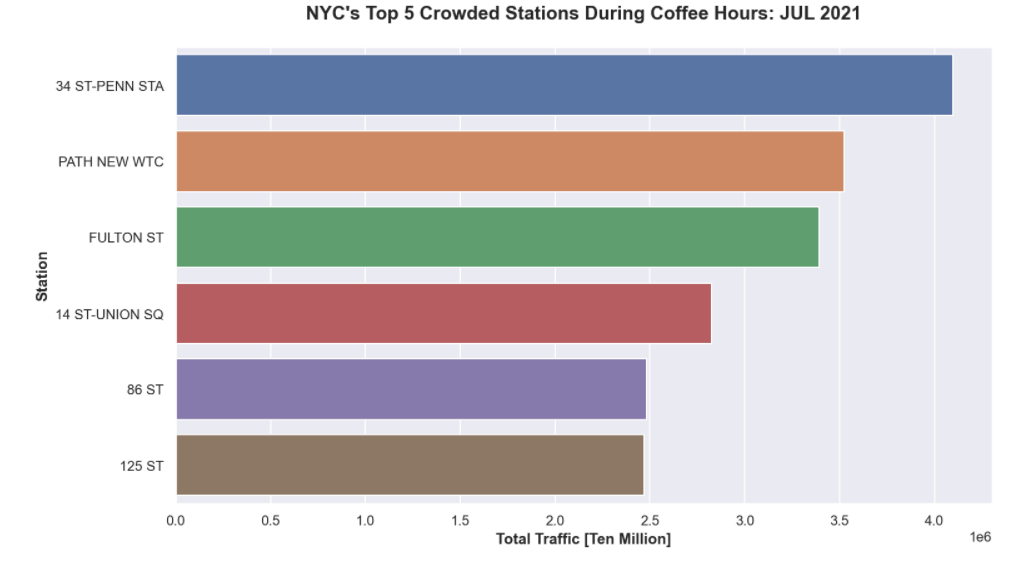 NYC's Top 5 Crowded Stations During Coffee Hours: JUL 2021
34 ST-PENN STA
PATH NEW WTC
FULTON ST
Station
14 ST-UNION SQ
86 ST
125 ST
0.0 0.5 1.0 1.5 2.0 2.5 3.0 3.5 4.0
1e6
Total Traffic [Ten Million]